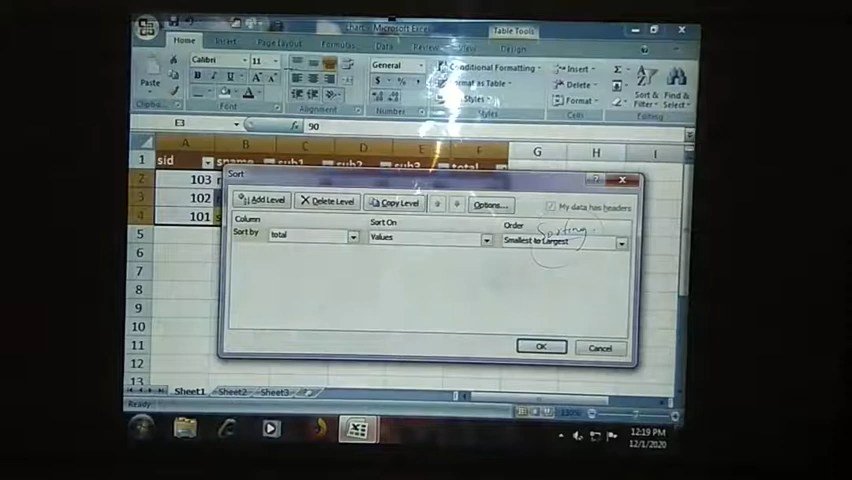 Microsoft Excel
Table Tools
Home Insert Page Layout Formulas Data Review View Design
Paste
Calibri 11
B I U
General
$ % ,
Conditional Formatting
Format as Table
Styles
Insert
Delete
Format
Sort &
Filter
Find &
Select
Font
Alignment
Number
Styles
Cells
Editing
E3
fx 90
A B C D E F G H I
1 sid sname sub1 sub2 sub3 total
2 103
3 102
4 101
5
6
7
8
9
10
11
12
13
Sort
Add Level Delete Level Copy Level Options... My data has headers
Column Sort On Order
Sorting
Sort by total Values Smallest to Largest
OK Cancel
Sheet1 Sheet2 Sheet3
Ready
130%
12:19 PM
12/1/2020